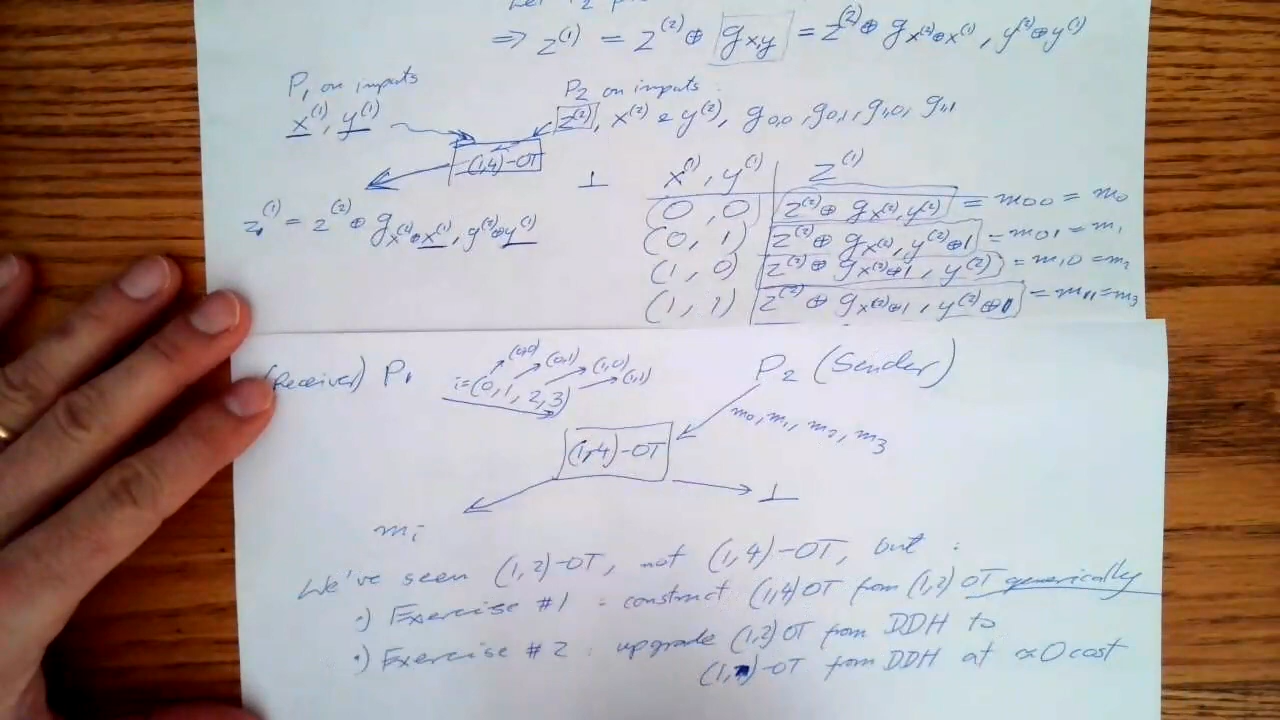 ⇒ z⁽¹⁾ = z⁽²⁾ ⊕ g_{x,y} = z⁽²⁾ ⊕ g_{x⁽²⁾⊕x⁽¹⁾, y⁽²⁾⊕y⁽¹⁾}
P₁ on inputs
x⁽¹⁾, y⁽¹⁾
P₂ on inputs
z⁽²⁾, x⁽²⁾ & y⁽²⁾, g₀,₀, g₀,₁, g₁,₀, g₁,₁
(1,4)-OT
⊥
z⁽¹⁾ = z⁽²⁾ ⊕ g_{x⁽²⁾⊕x⁽¹⁾, y⁽²⁾⊕y⁽¹⁾}
x⁽¹⁾, y⁽¹⁾ | z⁽¹⁾
(0, 0) | z⁽²⁾ ⊕ g_{x⁽²⁾, y⁽²⁾} = m₀₀ = m₀
(0, 1) | z⁽²⁾ ⊕ g_{x⁽²⁾, y⁽²⁾⊕1} = m₀₁ = m₁
(1, 0) | z⁽²⁾ ⊕ g_{x⁽²⁾⊕1, y⁽²⁾} = m₁₀ = m₂
(1, 1) | z⁽²⁾ ⊕ g_{x⁽²⁾⊕1, y⁽²⁾⊕1} = m₁₁ = m₃
(Receiver) P₁
i=(0, 1, 2, 3)
(0,0) (0,1) (1,0) (1,1)
P₂ (Sender)
m₀, m₁, m₂, m₃
(1,4)-OT
⊥
mᵢ
We've seen (1,2)-OT, not (1,4)-OT, but :
•) Exercise #1 : construct (1,4) OT from (1,2) OT generically
•) Exercise #2 : upgrade (1,2) OT from DDH to
-OT from DDH at ≈0 cost